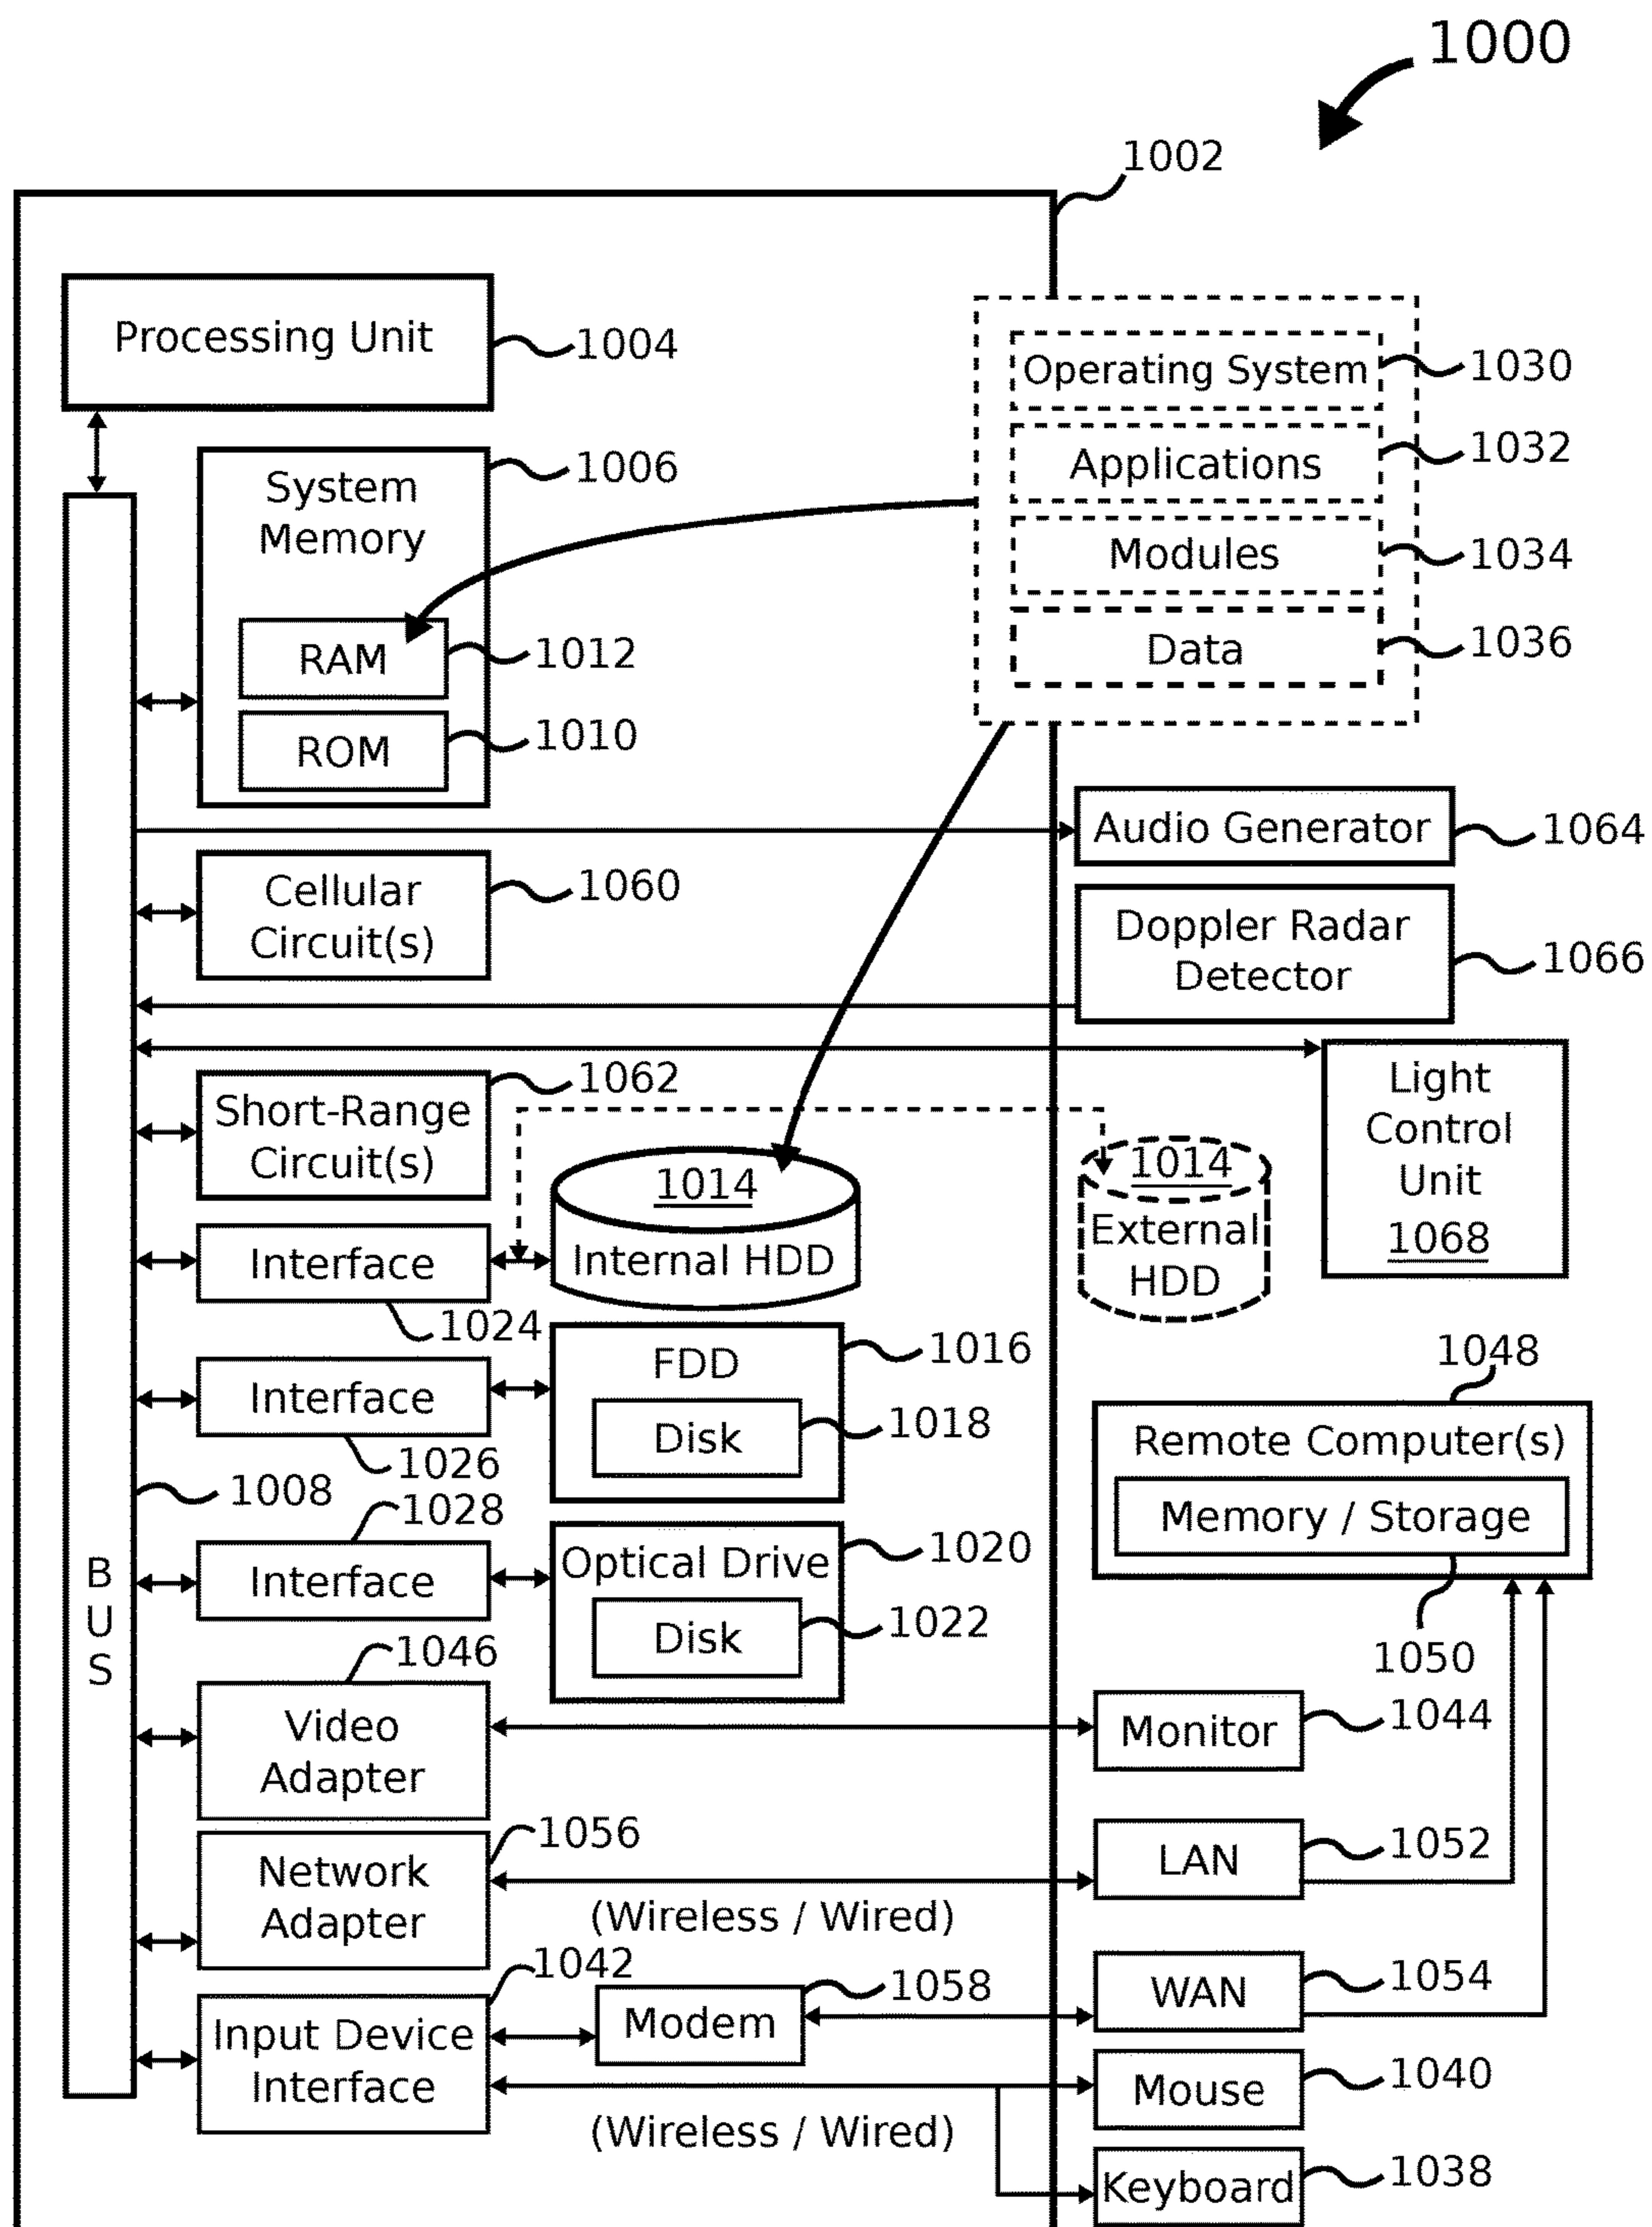 1000
1002
Processing Unit
1004
Operating System
1030
Applications
1032
Modules
1034
Data
1036
System
Memory
1006
RAM
1012
ROM
1010
Audio Generator
1064
Cellular
Circuit(s)
1060
Doppler Radar
Detector
1066
Short-Range
Circuit(s)
1062
Light
Control
Unit
1068
Interface
1024
1014
Internal HDD
1014
External
HDD
Interface
1026
FDD
1016
Disk
1018
1048
Remote Computer(s)
Memory / Storage
1050
1008
B
U
S
1028
Interface
Optical Drive
1020
Disk
1022
1046
Video
Adapter
Monitor
1044
1056
Network
Adapter
(Wireless / Wired)
LAN
1052
1042
Input Device
Interface
Modem
1058
WAN
1054
(Wireless / Wired)
Mouse
1040
Keyboard
1038